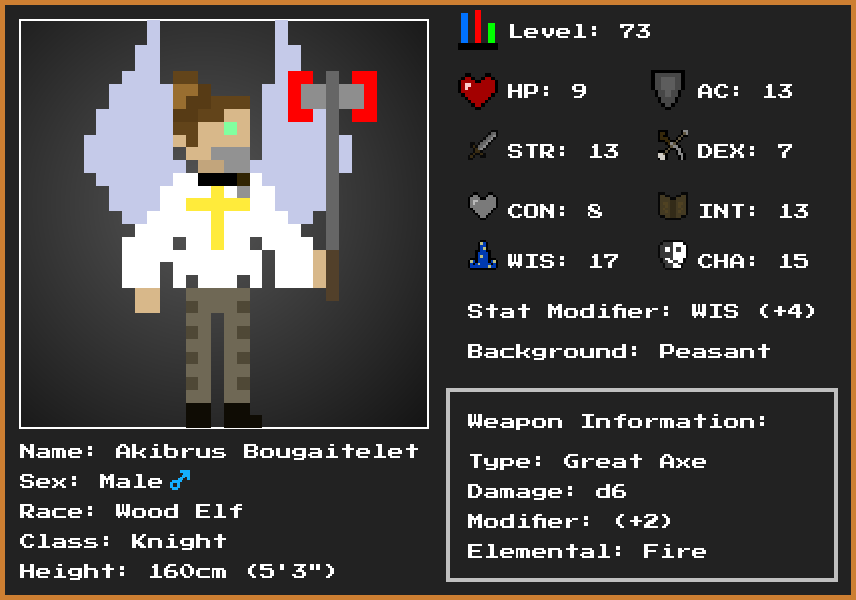 Level: 73
HP: 9
AC: 13
STR: 13
DEX: 7
CON: 8
INT: 13
WIS: 17
CHA: 15
Stat Modifier: WIS (+4)
Background: Peasant
Weapon Information:
Type: Great Axe
Damage: d6
Modifier: (+2)
Elemental: Fire
Name: Akibrus Bougaitelet
Sex: Male♂
Race: Wood Elf
Class: Knight
Height: 160cm (5'3")